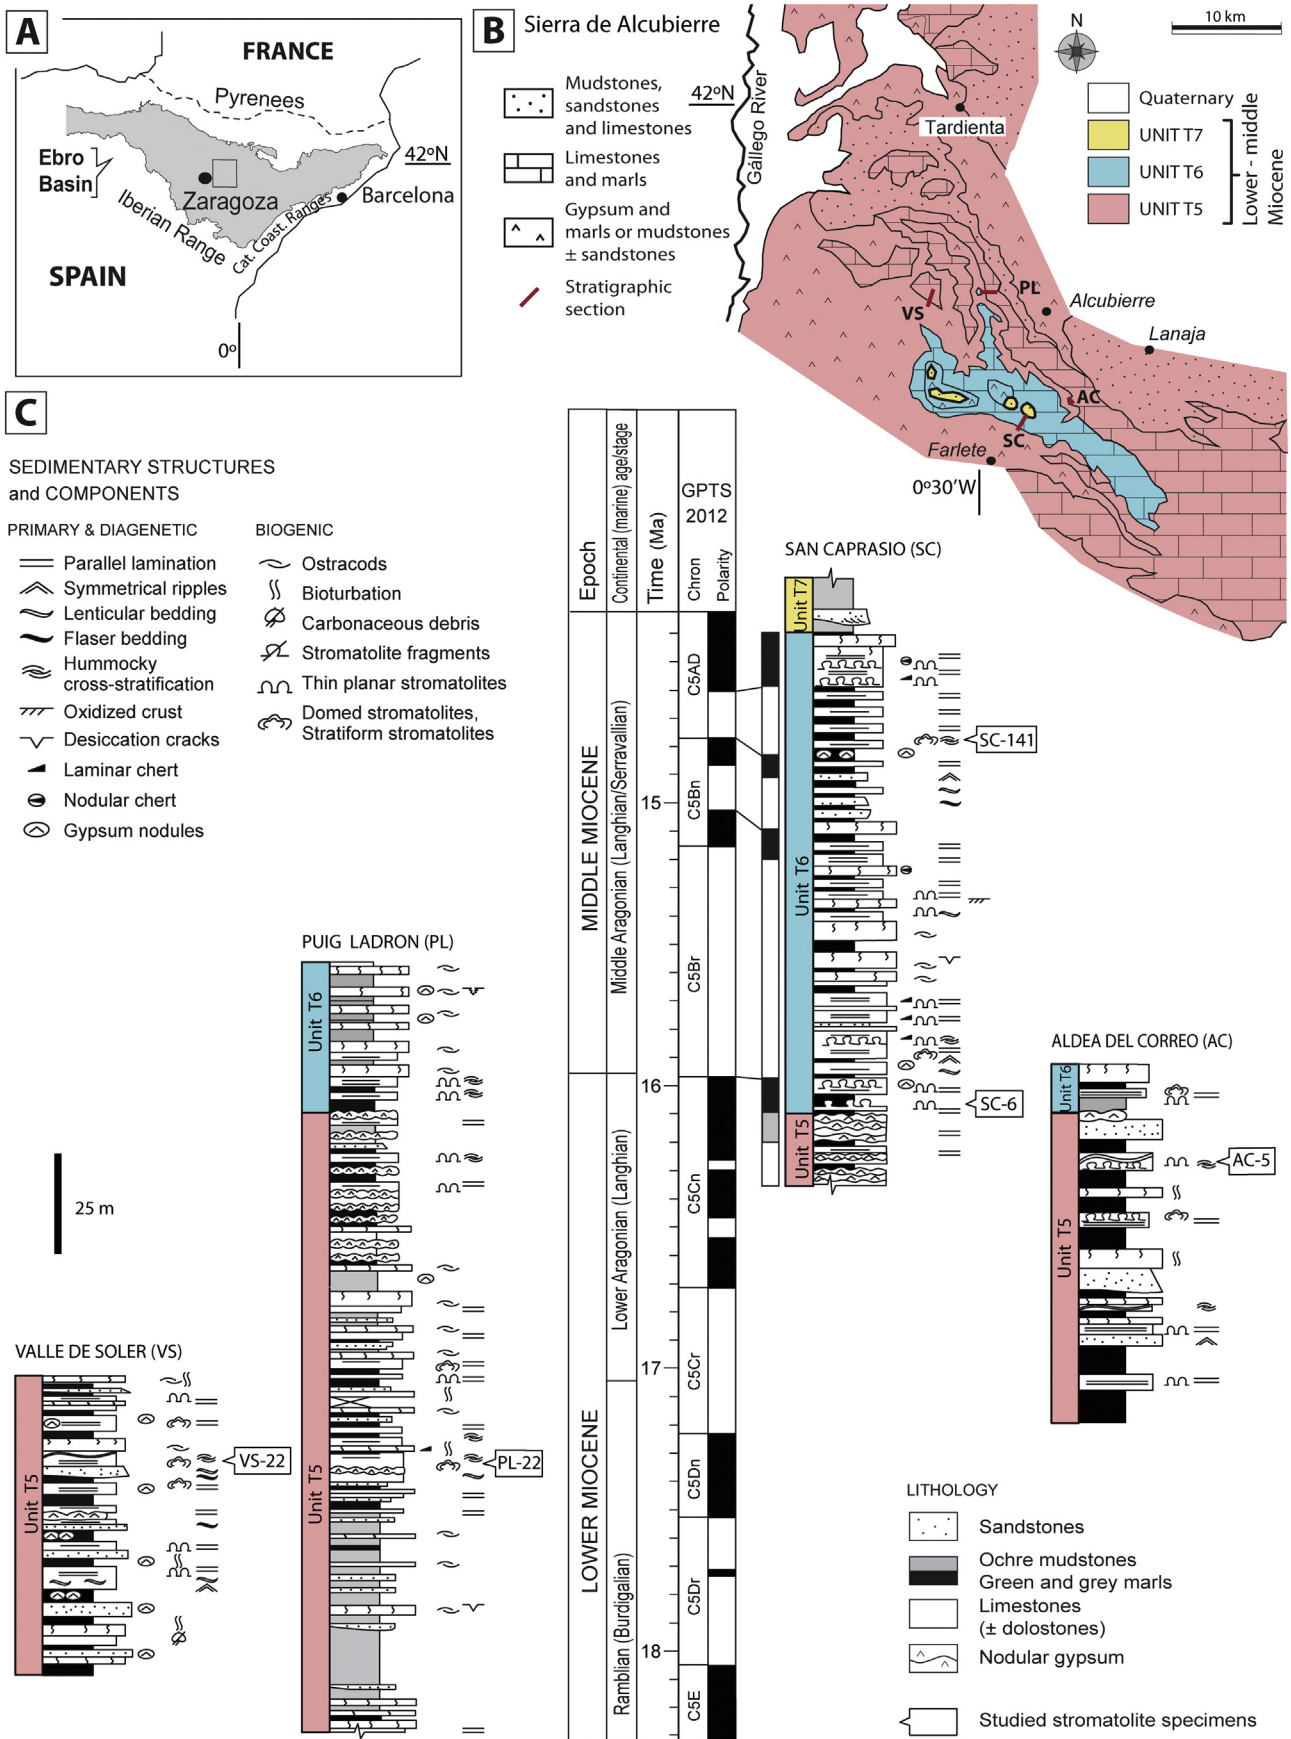 A
FRANCE
Pyrenees
Ebro
Basin
42ºN
Zaragoza
Barcelona
Iberian Range
Cat. Coast. Ranges
SPAIN
0º
B
Sierra de Alcubierre
Mudstones,
sandstones
and limestones
Limestones
and marls
Gypsum and
marls or mudstones
± sandstones
Stratigraphic
section
42ºN
Gállego River
Tardienta
N
10 km
Quaternary
UNIT T7
UNIT T6
UNIT T5
Lower - middle
Miocene
PL
VS
Alcubierre
Lanaja
AC
SC
Farlete
0º30’W
C
SEDIMENTARY STRUCTURES
and COMPONENTS
PRIMARY & DIAGENETIC
Parallel lamination
Symmetrical ripples
Lenticular bedding
Flaser bedding
Hummocky
cross-stratification
Oxidized crust
Desiccation cracks
Laminar chert
Nodular chert
Gypsum nodules
BIOGENIC
Ostracods
Bioturbation
Carbonaceous debris
Stromatolite fragments
Thin planar stromatolites
Domed stromatolites,
Stratiform stromatolites
Epoch
Continental (marine) age/stage
Time (Ma)
GPTS
2012
Chron
Polarity
MIDDLE MIOCENE
LOWER MIOCENE
Middle Aragonian (Langhian/Serravallian)
Lower Aragonian (Langhian)
Ramblian (Burdigalian)
15
16
17
18
C5AD
C5Bn
C5Br
C5Cn
C5Cr
C5Dn
C5Dr
C5E
SAN CAPRASIO (SC)
Unit T7
Unit T6
Unit T5
SC-141
SC-6
PUIG LADRON (PL)
Unit T6
Unit T5
PL-22
ALDEA DEL CORREO (AC)
Unit T6
Unit T5
AC-5
25 m
VALLE DE SOLER (VS)
Unit T5
VS-22
LITHOLOGY
Sandstones
Ochre mudstones
Green and grey marls
Limestones
(± dolostones)
Nodular gypsum
Studied stromatolite specimens